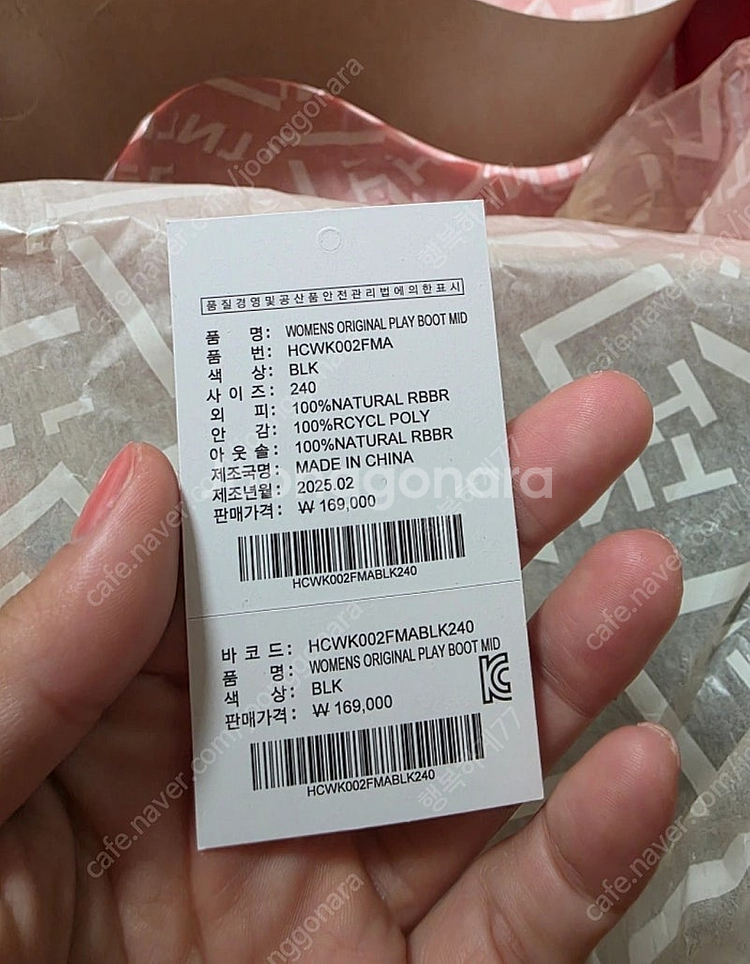 품질경영및공산품안전관리법에의한표시
품 명: WOMENS ORIGINAL PLAY BOOT MID
품 번: HCWK002FMA
색 상: BLK
사 이 즈: 240
외 피: 100%NATURAL RBBR
안 감: 100%RCYCL POLY
아 웃 솔: 100%NATURAL RBBR
제조국명: MADE IN CHINA
제조년월: 2025.02
판매가격: ₩ 169,000
HCWK002FMABLK240
바 코 드: HCWK002FMABLK240
품 명: WOMENS ORIGINAL PLAY BOOT MID
색 상: BLK
판매가격: ₩ 169,000
HCWK002FMABLK240
joonggonara
cafe.naver.com/joonggonara